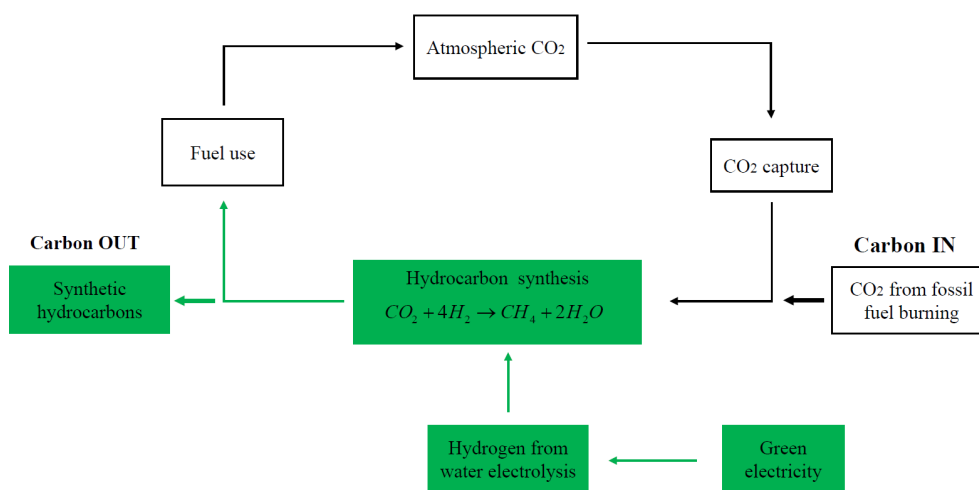 Atmospheric CO₂
Fuel use
CO₂ capture
Carbon OUT
Carbon IN
Synthetic
hydrocarbons
Hydrocarbon synthesis
CO₂ + 4H₂ → CH₄ + 2H₂O
CO₂ from fossil
fuel burning
Hydrogen from
water electrolysis
Green
electricity